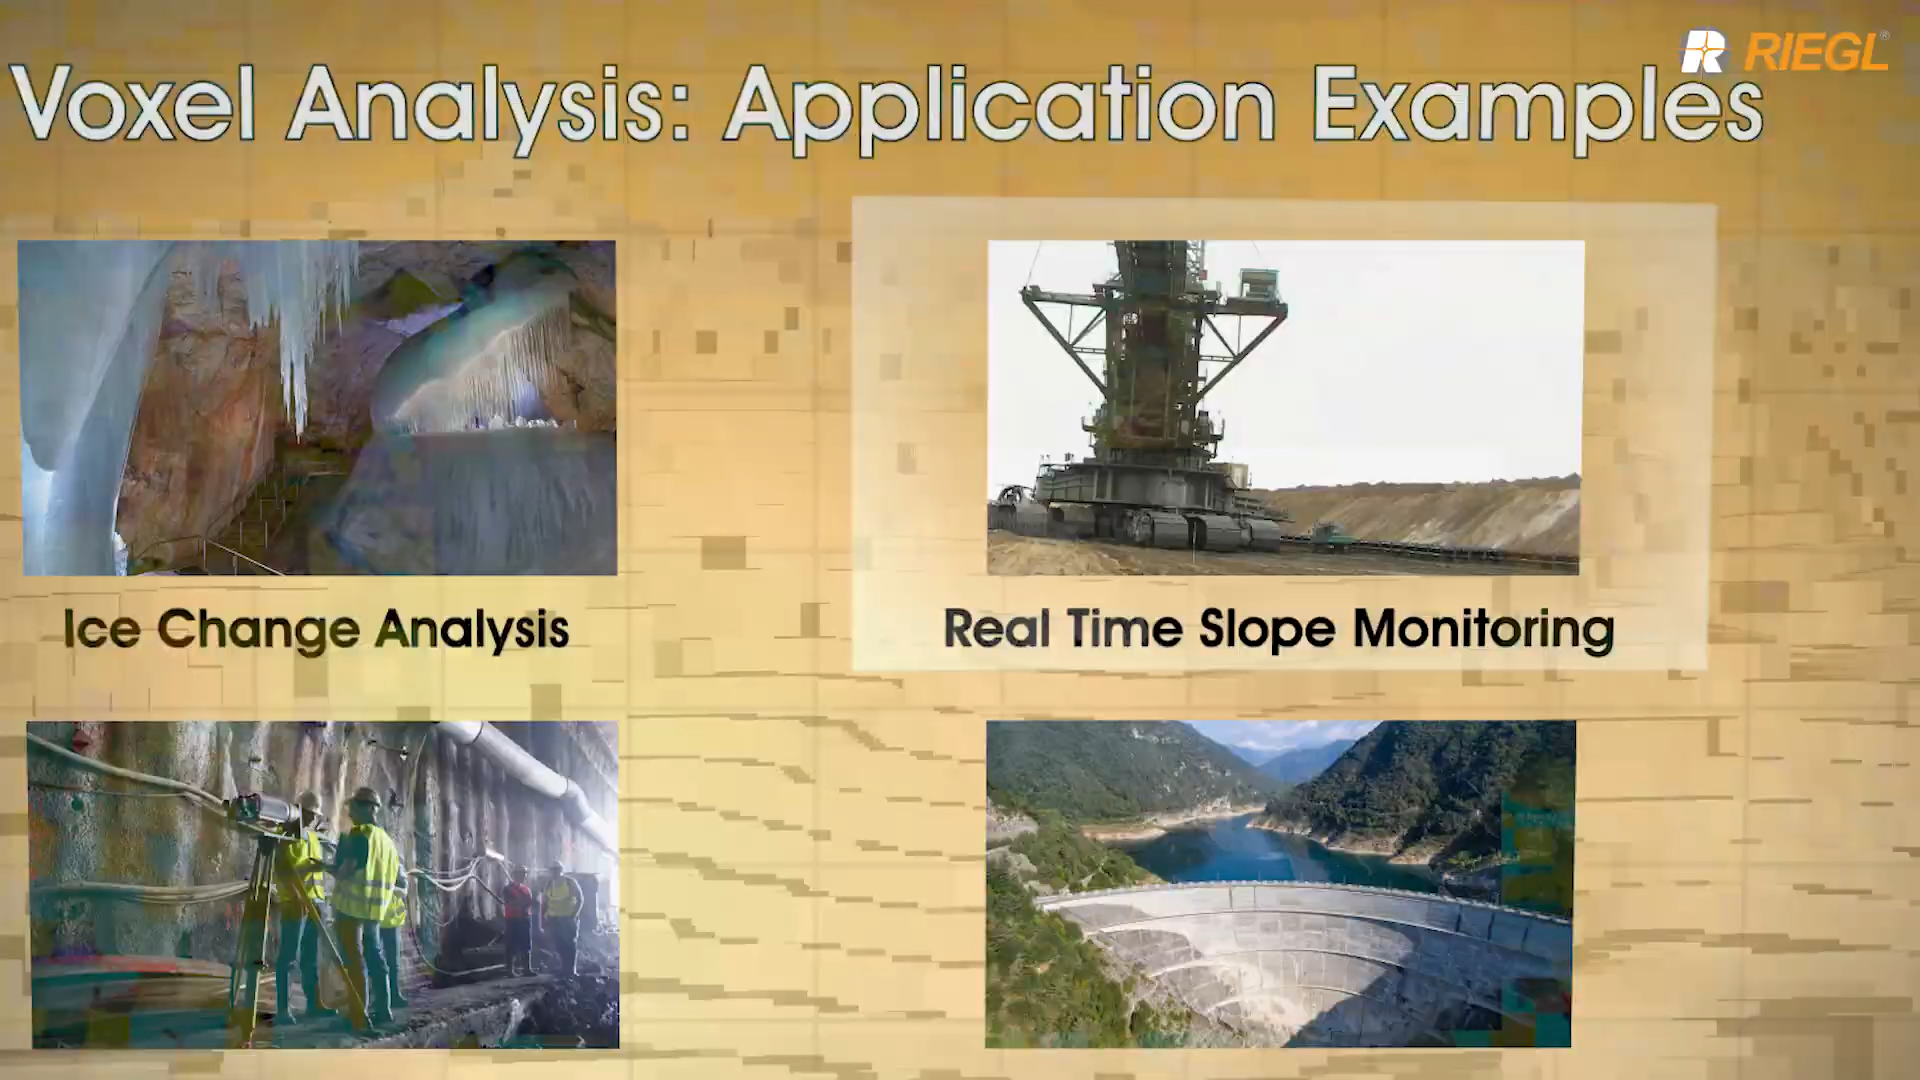 RIEGL®
Voxel Analysis: Application Examples
Ice Change Analysis
Real Time Slope Monitoring